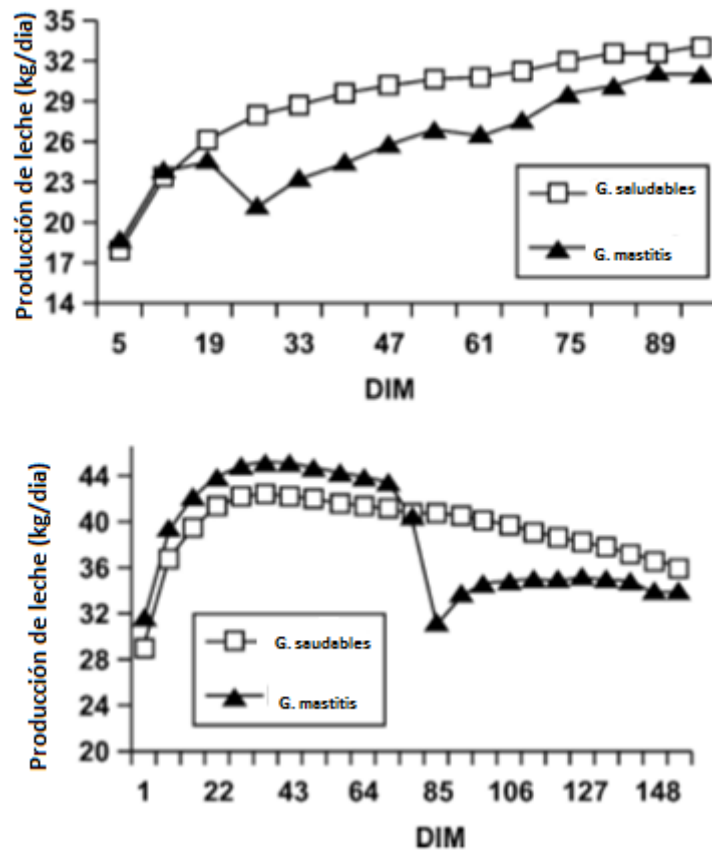 Producción de leche (kg/dia)
35
32
29
26
23
20
17
14
G. saludables
G. mastitis
5 19 33 47 61 75 89
DIM
Producción de leche (kg/dia)
44
40
36
32
28
24
20
G. saudables
G. mastitis
1 22 43 64 85 106 127 148
DIM